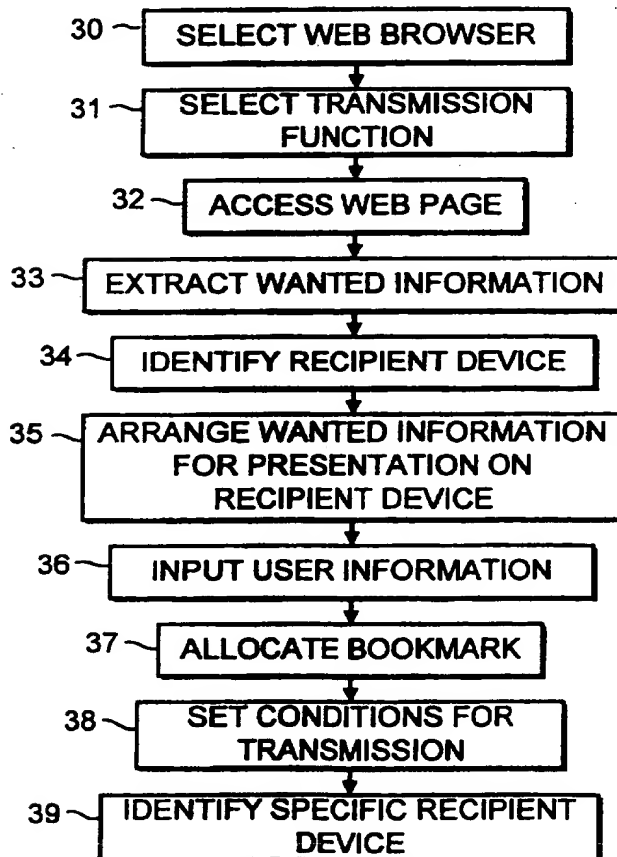 30 SELECT WEB BROWSER
31 SELECT TRANSMISSION
FUNCTION
32 ACCESS WEB PAGE
33 EXTRACT WANTED INFORMATION
34 IDENTIFY RECIPIENT DEVICE
35 ARRANGE WANTED INFORMATION
FOR PRESENTATION ON
RECIPIENT DEVICE
36 INPUT USER INFORMATION
37 ALLOCATE BOOKMARK
38 SET CONDITIONS FOR
TRANSMISSION
39 IDENTIFY SPECIFIC RECIPIENT
DEVICE